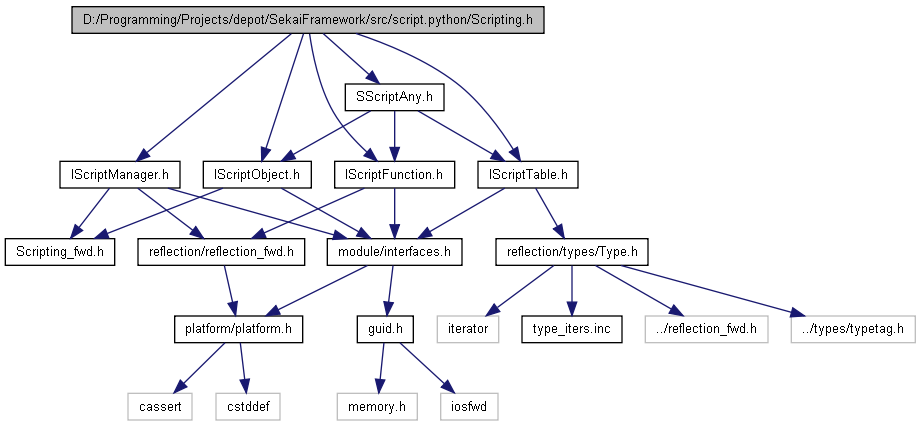 D:/Programming/Projects/depot/SekaiFramework/src/script.python/Scripting.h
SScriptAny.h
IScriptManager.h
IScriptObject.h
IScriptFunction.h
IScriptTable.h
Scripting_fwd.h
reflection/reflection_fwd.h
module/interfaces.h
reflection/types/Type.h
platform/platform.h
guid.h
iterator
type_iters.inc
../reflection_fwd.h
../types/typetag.h
cassert
cstddef
memory.h
iosfwd